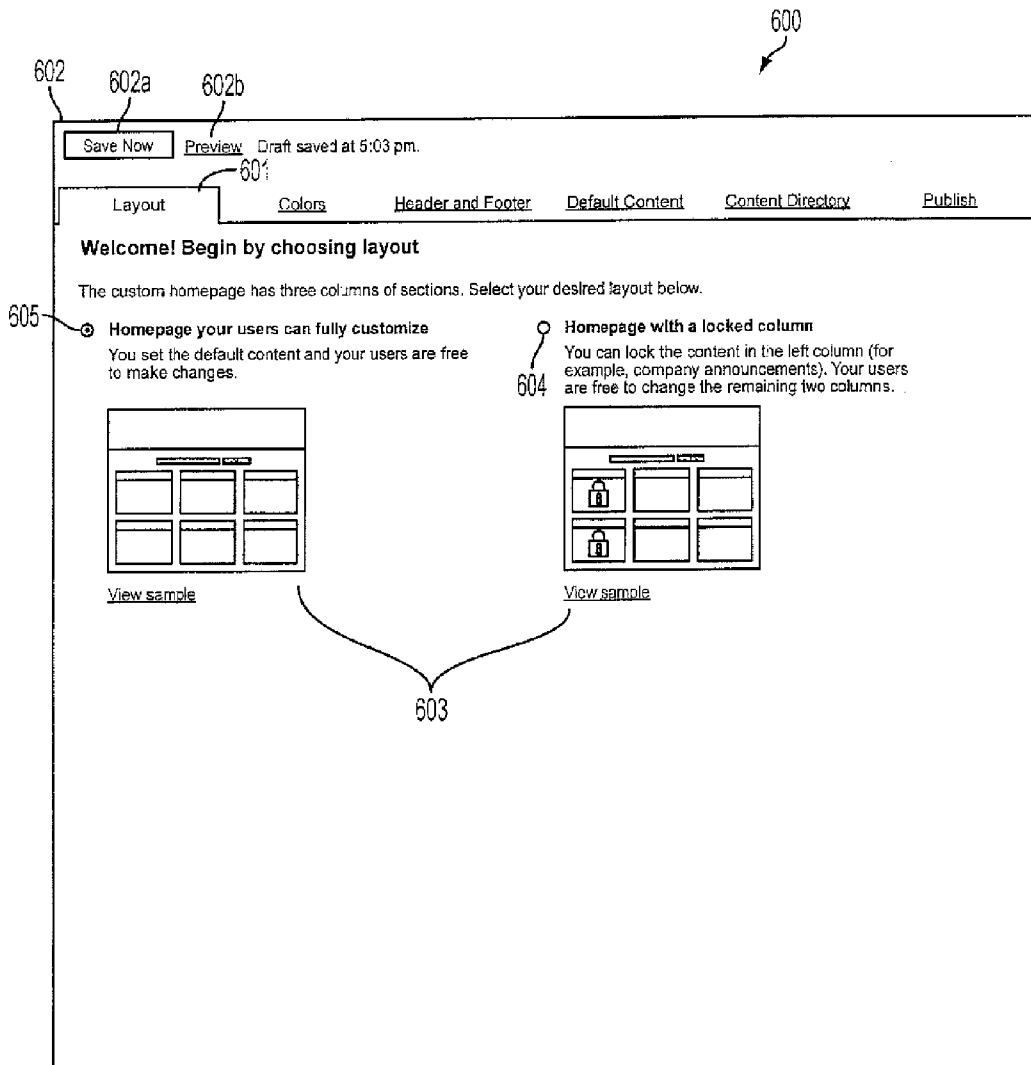 600
602
602a
602b
Save Now Preview Draft saved at 5:03 pm.
601
Layout Colors Header and Footer Default Content Content Directory Publish
Welcome! Begin by choosing layout
The custom homepage has three columns of sections. Select your desired layout below.
605
Homepage your users can fully customize
You set the default content and your users are free
to make changes.
View sample
604
Homepage with a locked column
You can lock the content in the left column (for
example, company announcements). Your users
are free to change the remaining two columns.
View sample
603